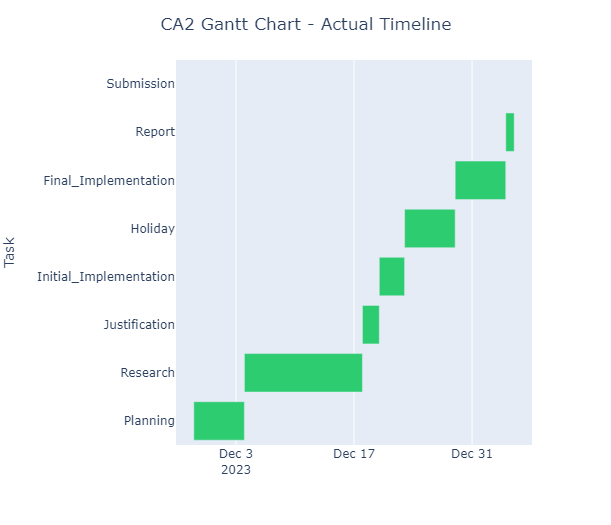 CA2 Gantt Chart - Actual Timeline
Task
Submission
Report
Final_Implementation
Holiday
Initial_Implementation
Justification
Research
Planning
Dec 3 Dec 17 Dec 31
2023